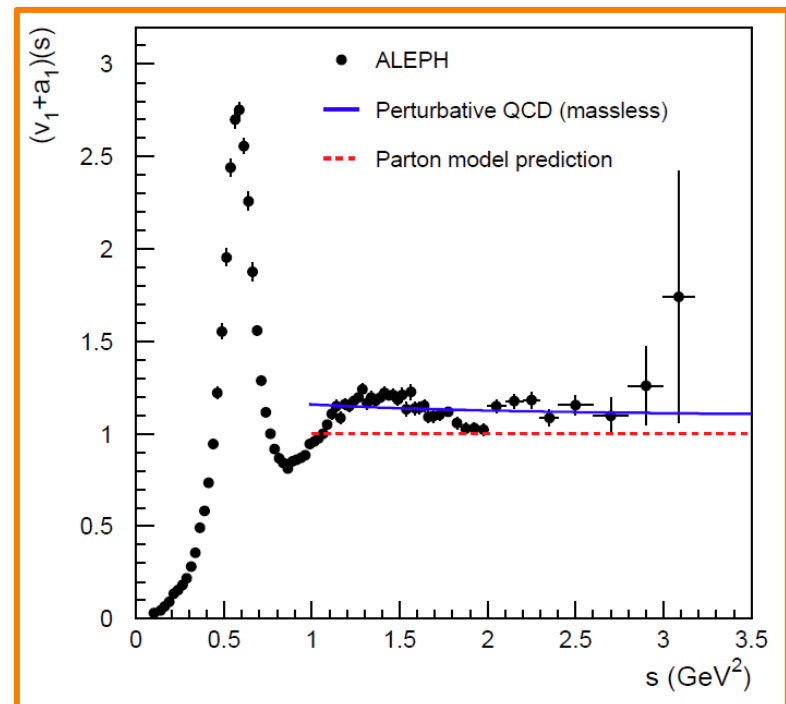 (v₁+a₁)(s)
ALEPH
Perturbative QCD (massless)
Parton model prediction
3
2.5
2
1.5
1
0.5
0
0 0.5 1 1.5 2 2.5 3 3.5
s (GeV²)